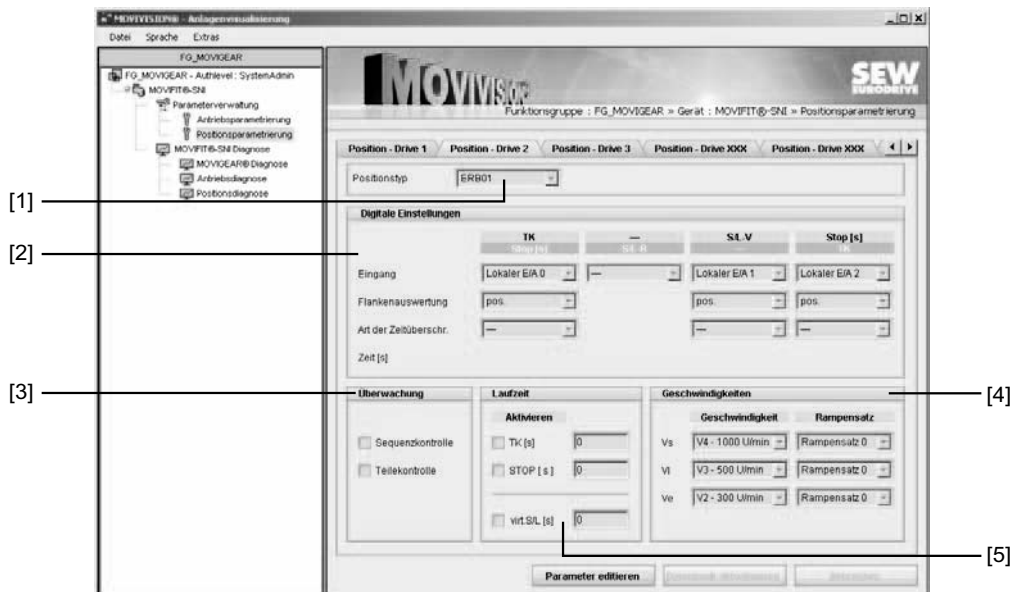 MOVIVISION® - Anlagenvisualisierung
Datei Sprache Extras
FG_MOVIGEAR
FG_MOVIGEAR - Authlevel : SystemAdmin
MOVIFIT®-SNI
Parameterverwaltung
Antriebsparametrierung
Positionsparametrierung
MOVIFIT®-SNI Diagnose
MOVIGEAR® Diagnose
Antriebsdiagnose
Positionsdiagnose
MOVIVISION
SEW
EURODRIVE
Funktionsgruppe : FG_MOVIGEAR » Gerät : MOVIFIT®-SNI » Positionsparametrierung
Position - Drive 1 Position - Drive 2 Position - Drive 3 Position - Drive XXX Position - Drive XXX
Positionstyp ERB01
[1]
Digitale Einstellungen
[2]
TK — S/L-V Stop [s]
Stop [s] S/L-R — TK
Eingang Lokaler E/A 0 — Lokaler E/A 1 Lokaler E/A 2
Flankenauswertung pos. pos. pos.
Art der Zeitüberschr. — — —
Zeit [s]
[3]
Überwachung
Sequenzkontrolle
Teilekontrolle
Laufzeit
Aktivieren
TK [s] 0
STOP [ s ] 0
virt.S/L [s] 0
Geschwindigkeiten
[4]
Geschwindigkeit Rampensatz
Vs V4 - 1000 U/min Rampensatz 0
Vl V3 - 500 U/min Rampensatz 0
Ve V2 - 300 U/min Rampensatz 0
[5]
Parameter editieren